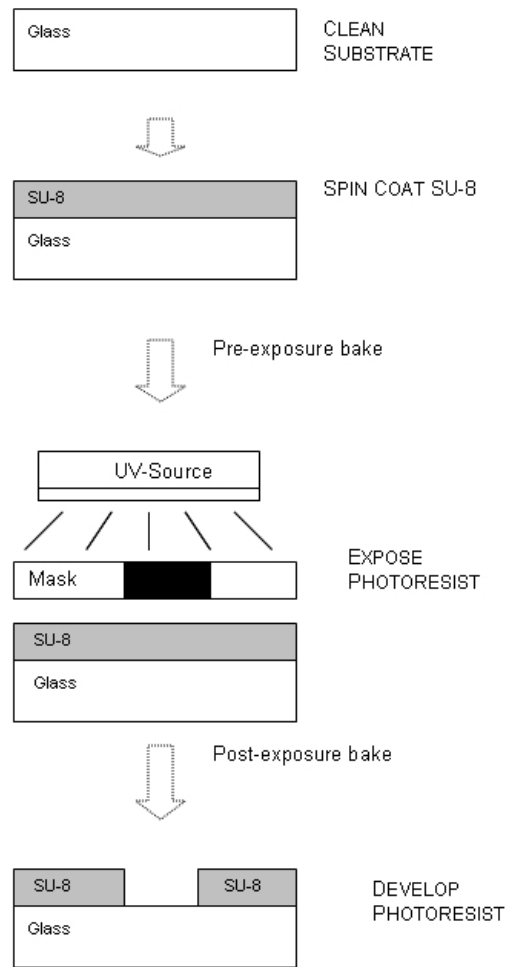 Glass
CLEAN
SUBSTRATE
SU-8
SPIN COAT SU-8
Glass
Pre-exposure bake
UV-Source
Mask
EXPOSE
PHOTORESIST
SU-8
Glass
Post-exposure bake
SU-8
SU-8
DEVELOP
PHOTORESIST
Glass